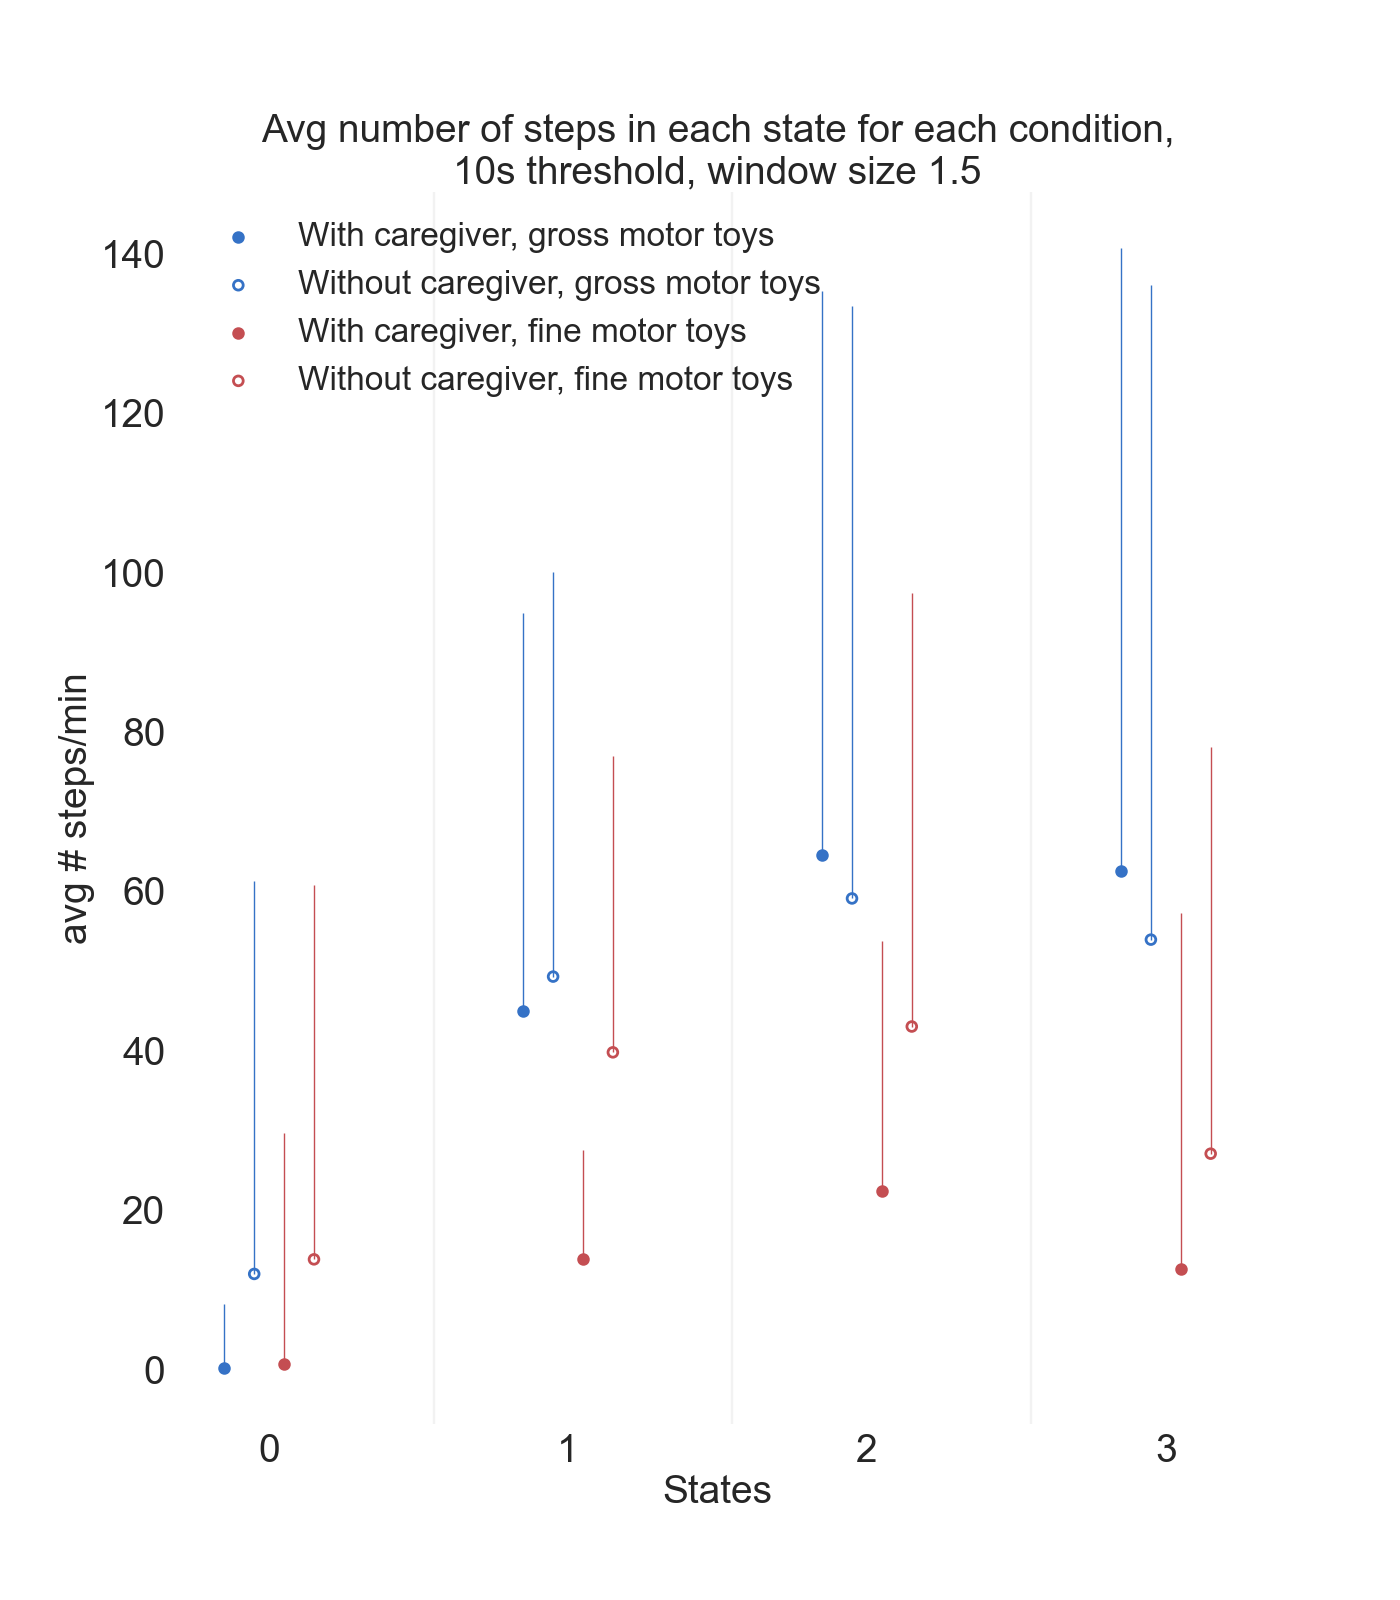 Avg number of steps in each state for each condition,
10s threshold, window size 1.5
With caregiver, gross motor toys
Without caregiver, gross motor toys
With caregiver, fine motor toys
Without caregiver, fine motor toys
140
120
100
80
60
40
20
0
avg # steps/min
0 1 2 3
States